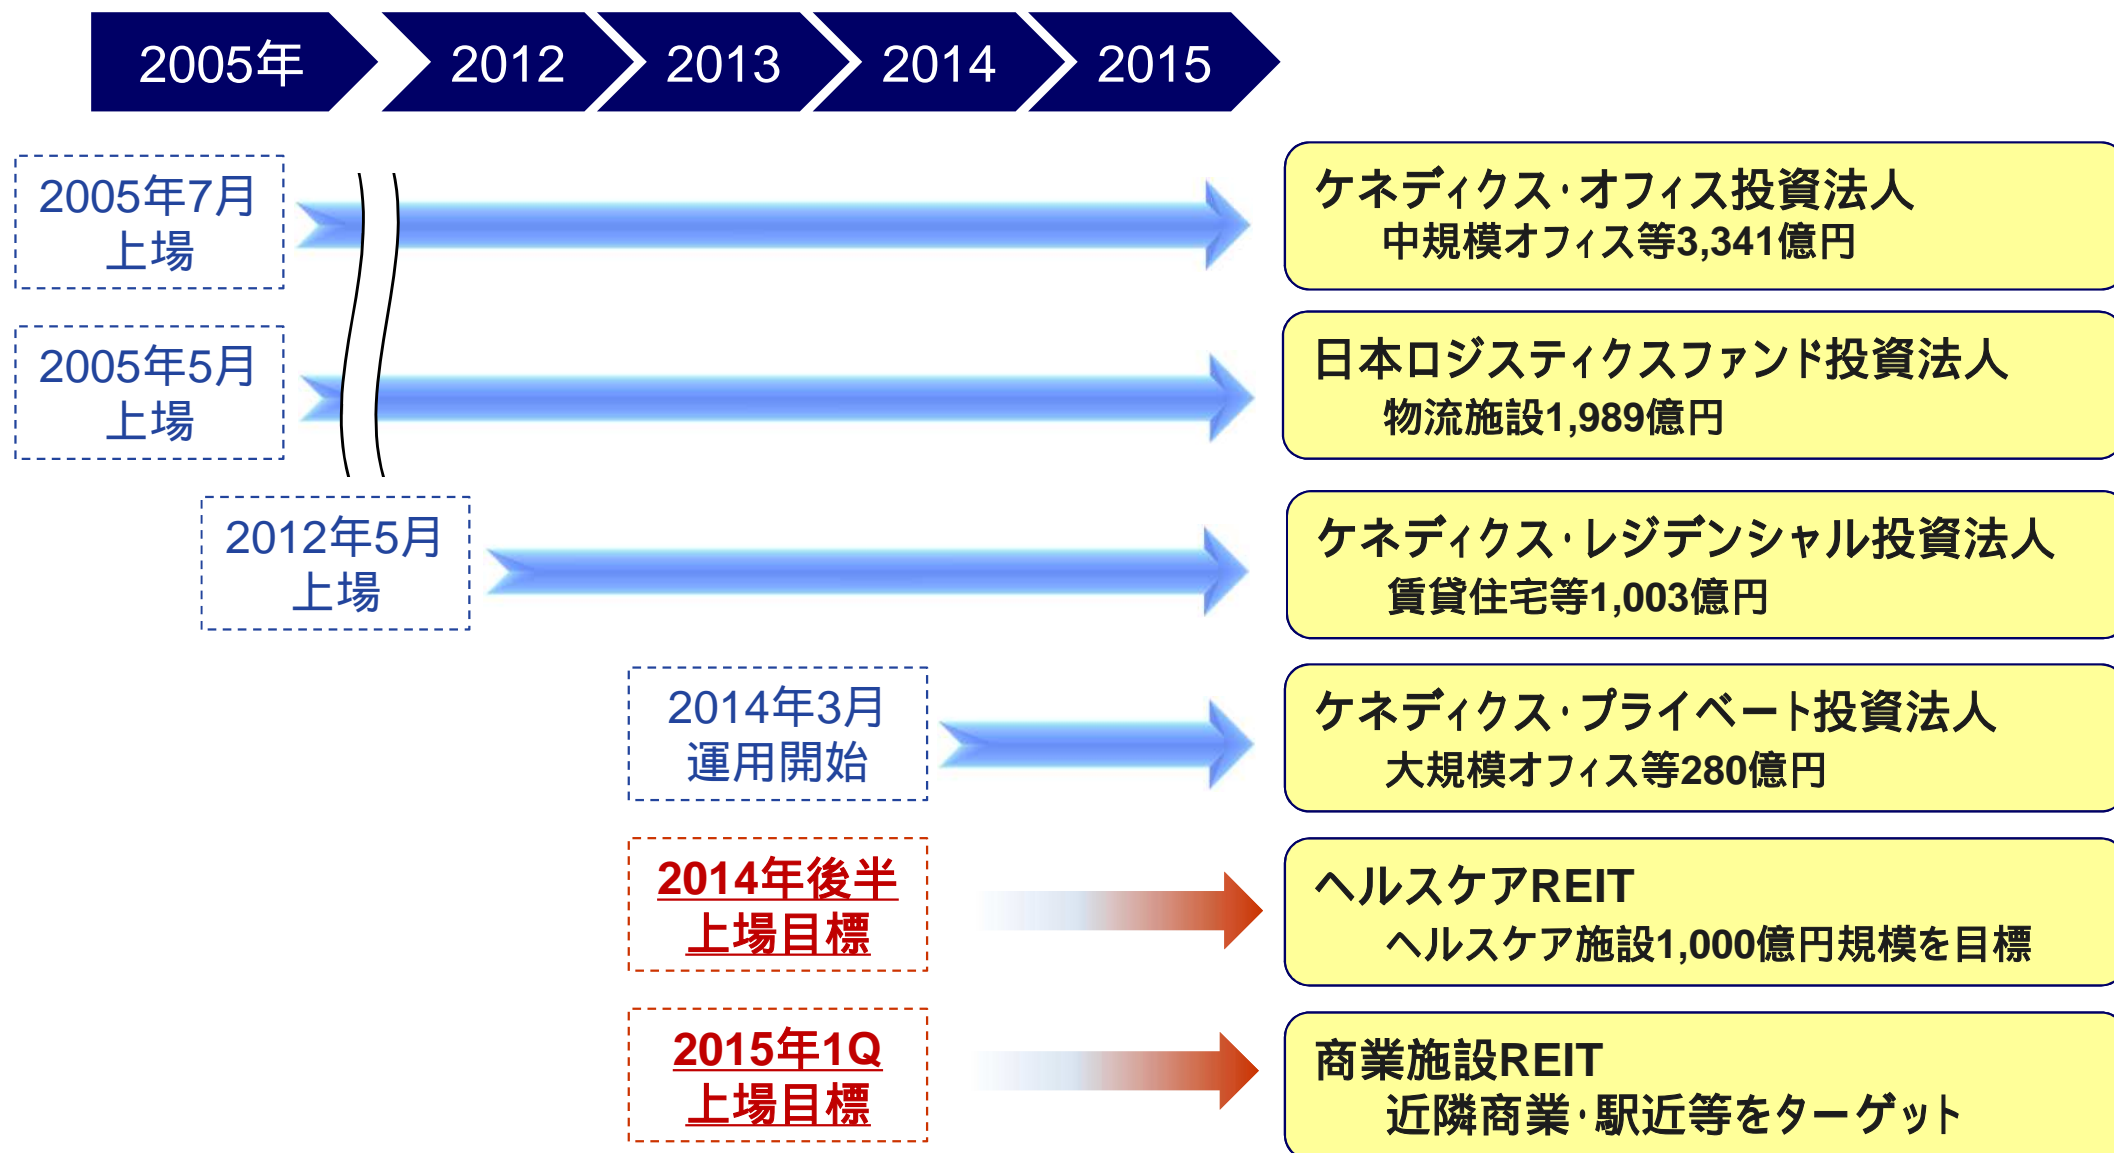 2005年
2012
2013
2014
2015
2005年7月
上場
ケネディクス・オフィス投資法人
中規模オフィス等3,341億円
2005年5月
上場
日本ロジスティクスファンド投資法人
物流施設1,989億円
2012年5月
上場
ケネディクス・レジデンシャル投資法人
賃貸住宅等1,003億円
2014年3月
運用開始
ケネディクス・プライベート投資法人
大規模オフィス等280億円
2014年後半
上場目標
ヘルスケアREIT
ヘルスケア施設1,000億円規模を目標
2015年1Q
上場目標
商業施設REIT
近隣商業・駅近等をターゲット